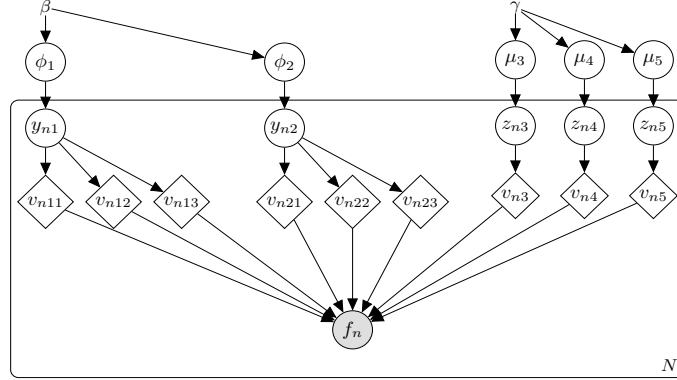 β γ
ϕ₁ ϕ₂ μ₃ μ₄ μ₅
yₙ₁ yₙ₂ zₙ₃ zₙ₄ zₙ₅
vₙ₁₁ vₙ₁₂ vₙ₁₃ vₙ₂₁ vₙ₂₂ vₙ₂₃ vₙ₃ vₙ₄ vₙ₅
fₙ
N